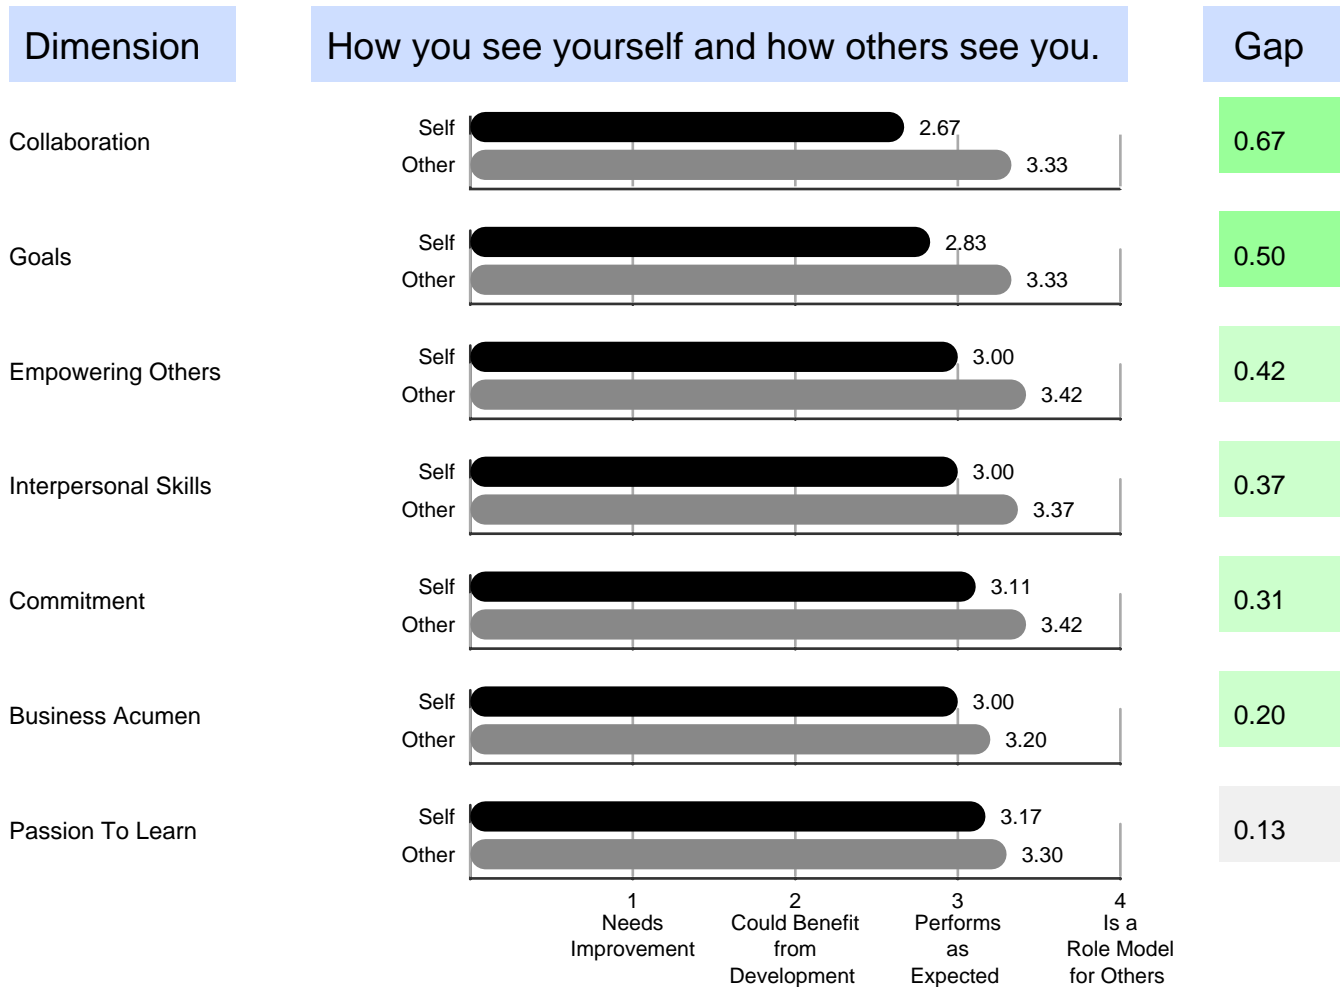 Dimension
How you see yourself and how others see you.
Gap
Collaboration
Self
2.67
Other
3.33
0.67
Goals
Self
2.83
Other
3.33
0.50
Empowering Others
Self
3.00
Other
3.42
0.42
Interpersonal Skills
Self
3.00
Other
3.37
0.37
Commitment
Self
3.11
Other
3.42
0.31
Business Acumen
Self
3.00
Other
3.20
0.20
Passion To Learn
Self
3.17
Other
3.30
0.13
1
Needs
Improvement
2
Could Benefit
from
Development
3
Performs
as
Expected
4
Is a
Role Model
for Others